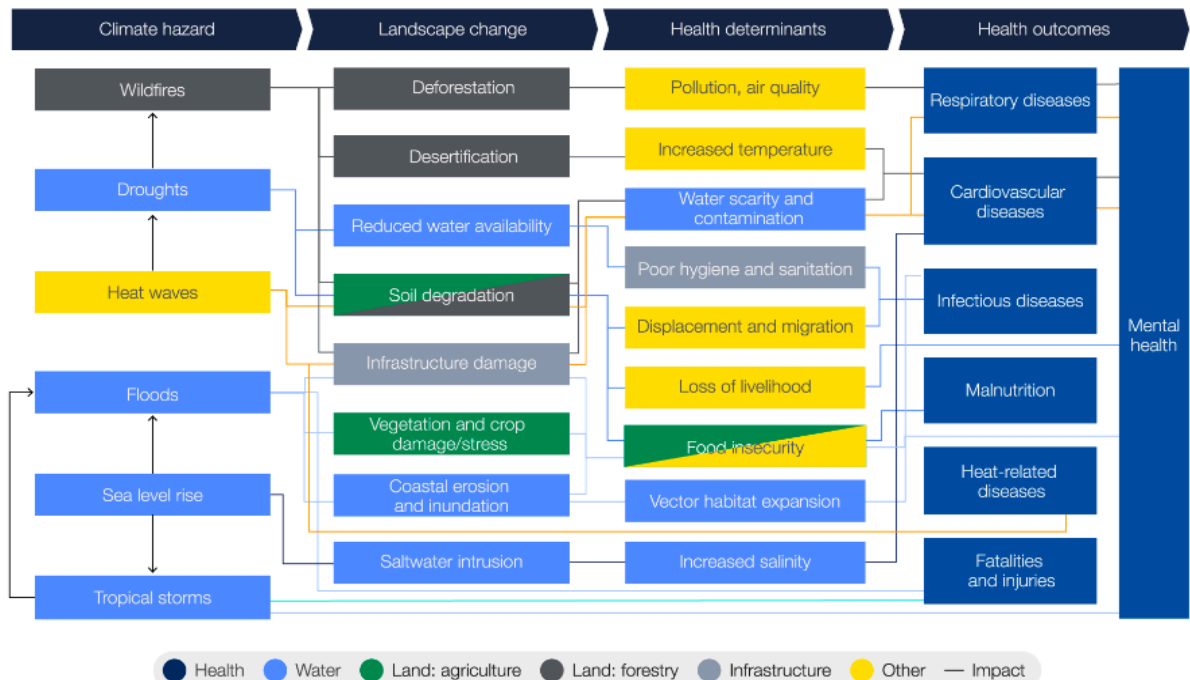 Climate hazard
Landscape change
Health determinants
Health outcomes
Wildfires
Droughts
Heat waves
Floods
Sea level rise
Tropical storms
Deforestation
Desertification
Reduced water availability
Soil degradation
Infrastructure damage
Vegetation and crop
damage/stress
Coastal erosion
and inundation
Saltwater intrusion
Pollution, air quality
Increased temperature
Water scarity and
contamination
Poor hygiene and sanitation
Displacement and migration
Loss of livelihood
Food insecurity
Vector habitat expansion
Increased salinity
Respiratory diseases
Cardiovascular
diseases
Infectious diseases
Malnutrition
Heat-related
diseases
Fatalities
and injuries
Mental
health
Health
Water
Land: agriculture
Land: forestry
Infrastructure
Other
Impact